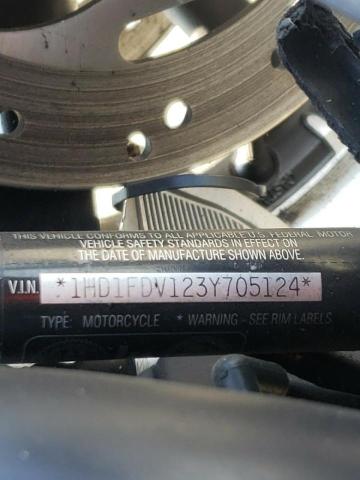 THIS VEHICLE CONFORMS TO ALL APPLICABLE U.S. FEDERAL MOTOR
VEHICLE SAFETY STANDARDS IN EFFECT ON
THE DATE OF MANUFACTURE SHOWN ABOVE.
V.I.N. *1HD1FDV123Y705124*
TYPE: MOTORCYCLE * WARNING - SEE RIM LABELS